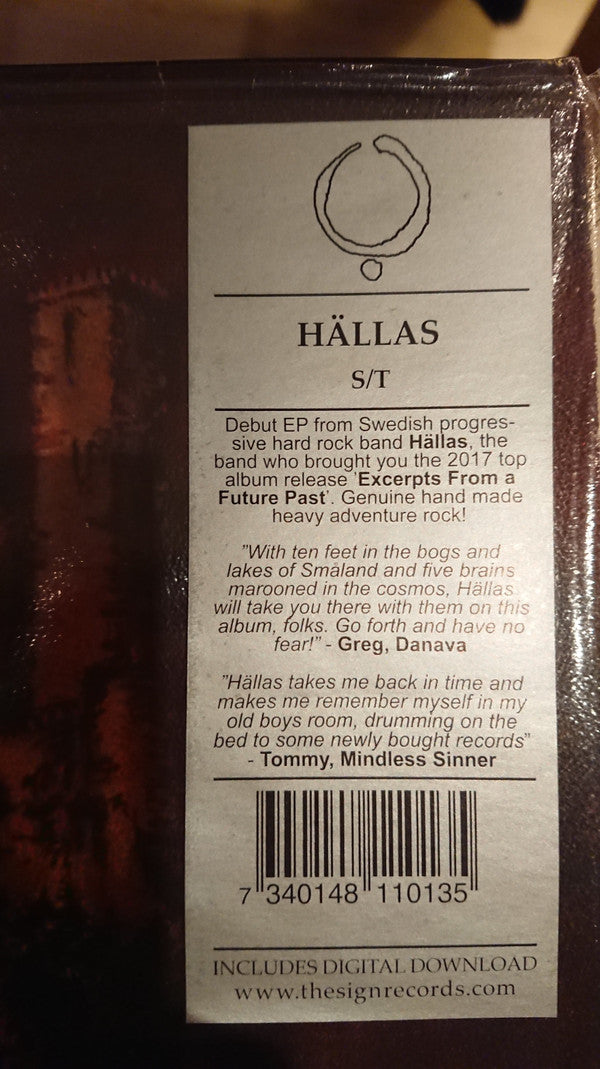 HÄLLAS
S/T
Debut EP from Swedish progres-
sive hard rock band Hällas, the
band who brought you the 2017 top
album release 'Excerpts From a
Future Past'. Genuine hand made
heavy adventure rock!
"With ten feet in the bogs and
lakes of Småland and five brains
marooned in the cosmos, Hällas
will take you there with them on this
album, folks. Go forth and have no
fear!" - Greg, Danava
"Hällas takes me back in time and
makes me remember myself in my
old boys room, drumming on the
bed to some newly bought records"
- Tommy, Mindless Sinner
7 340148 110135
INCLUDES DIGITAL DOWNLOAD
www.thesignrecords.com